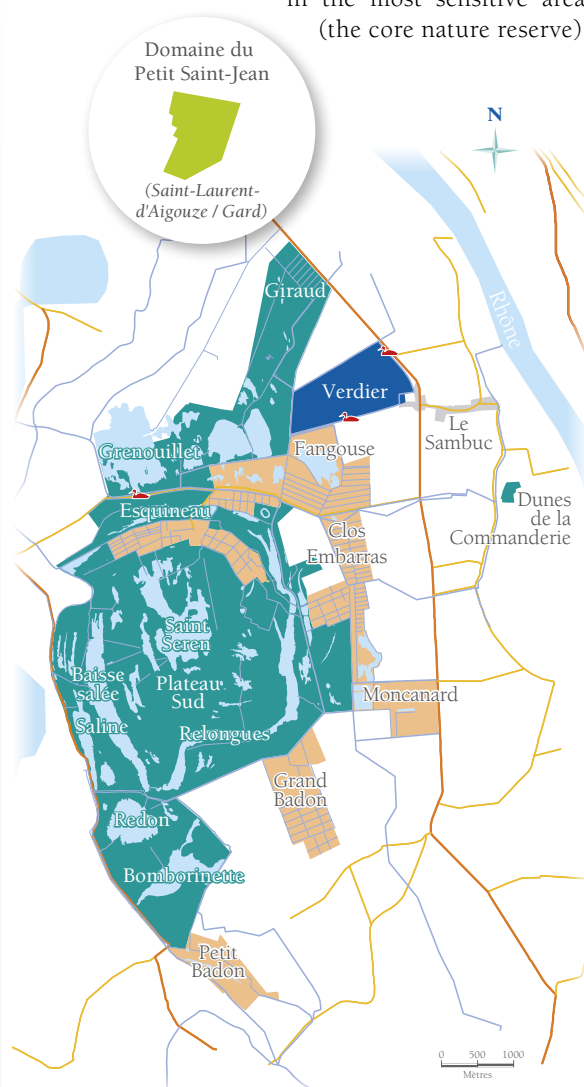 in the most sensitive area
(the core nature reserve)
Domaine du
Petit Saint-Jean
(Saint-Laurent-
d'Aigouze / Gard)
N
Rhône
Giraud
Verdier
Le
Sambuc
Fangouse
Grenouillet
Esquineau
Dunes
de la
Commanderie
Clos
Embarras
Saint
Seren
Baisse
salée
Plateau
Sud
Moncanard
Saline
Relongues
Grand
Badon
Redon
Bomborinette
Petit
Badon
0 500 1000
Mètres